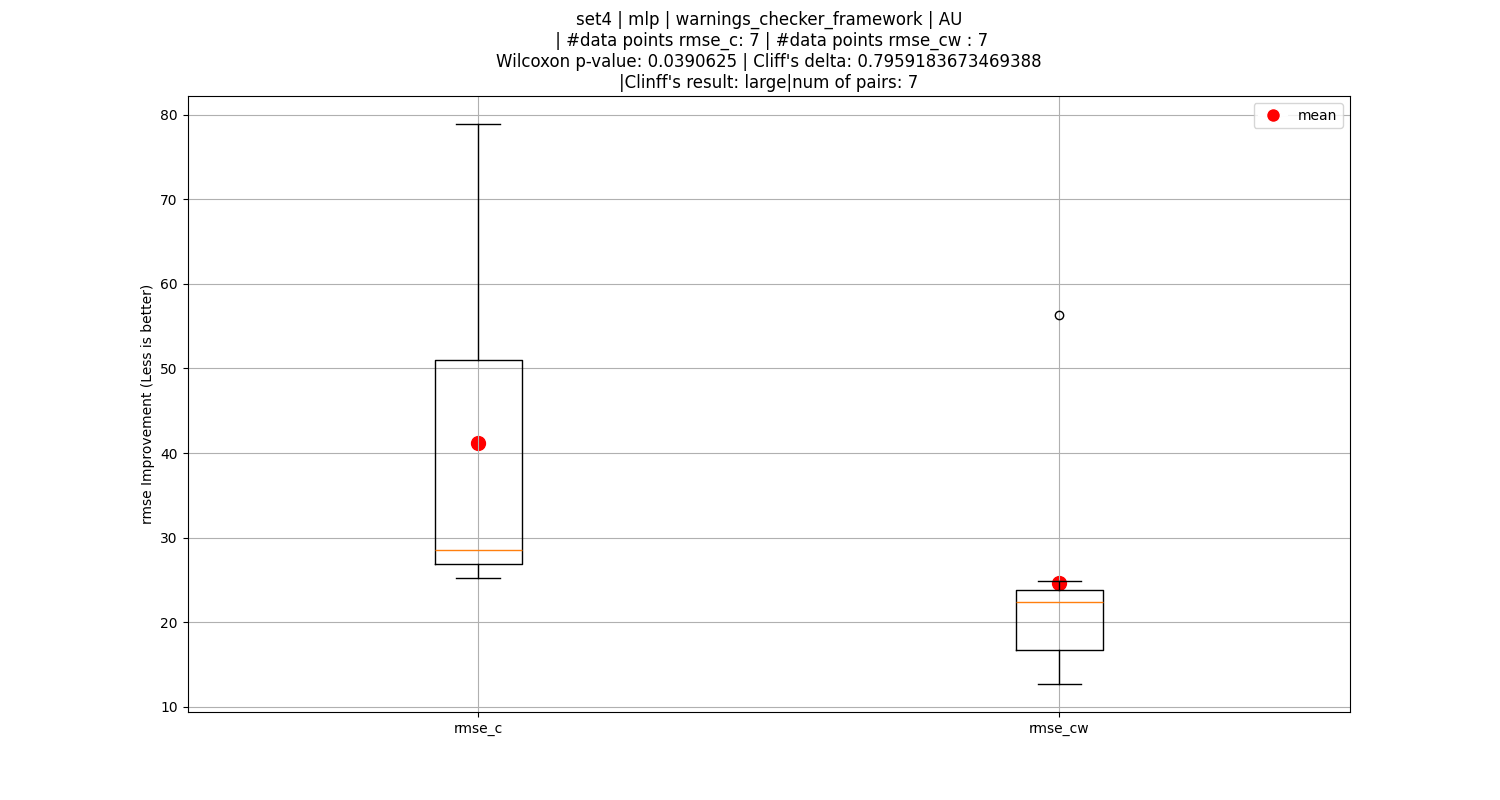 set4 | mlp | warnings_checker_framework | AU
| #data points rmse_c: 7 | #data points rmse_cw : 7
Wilcoxon p-value: 0.0390625 | Cliff's delta: 0.7959183673469388
|Clinff's result: large|num of pairs: 7
mean
rmse Improvement (Less is better)
80
70
60
50
40
30
20
10
rmse_c
rmse_cw